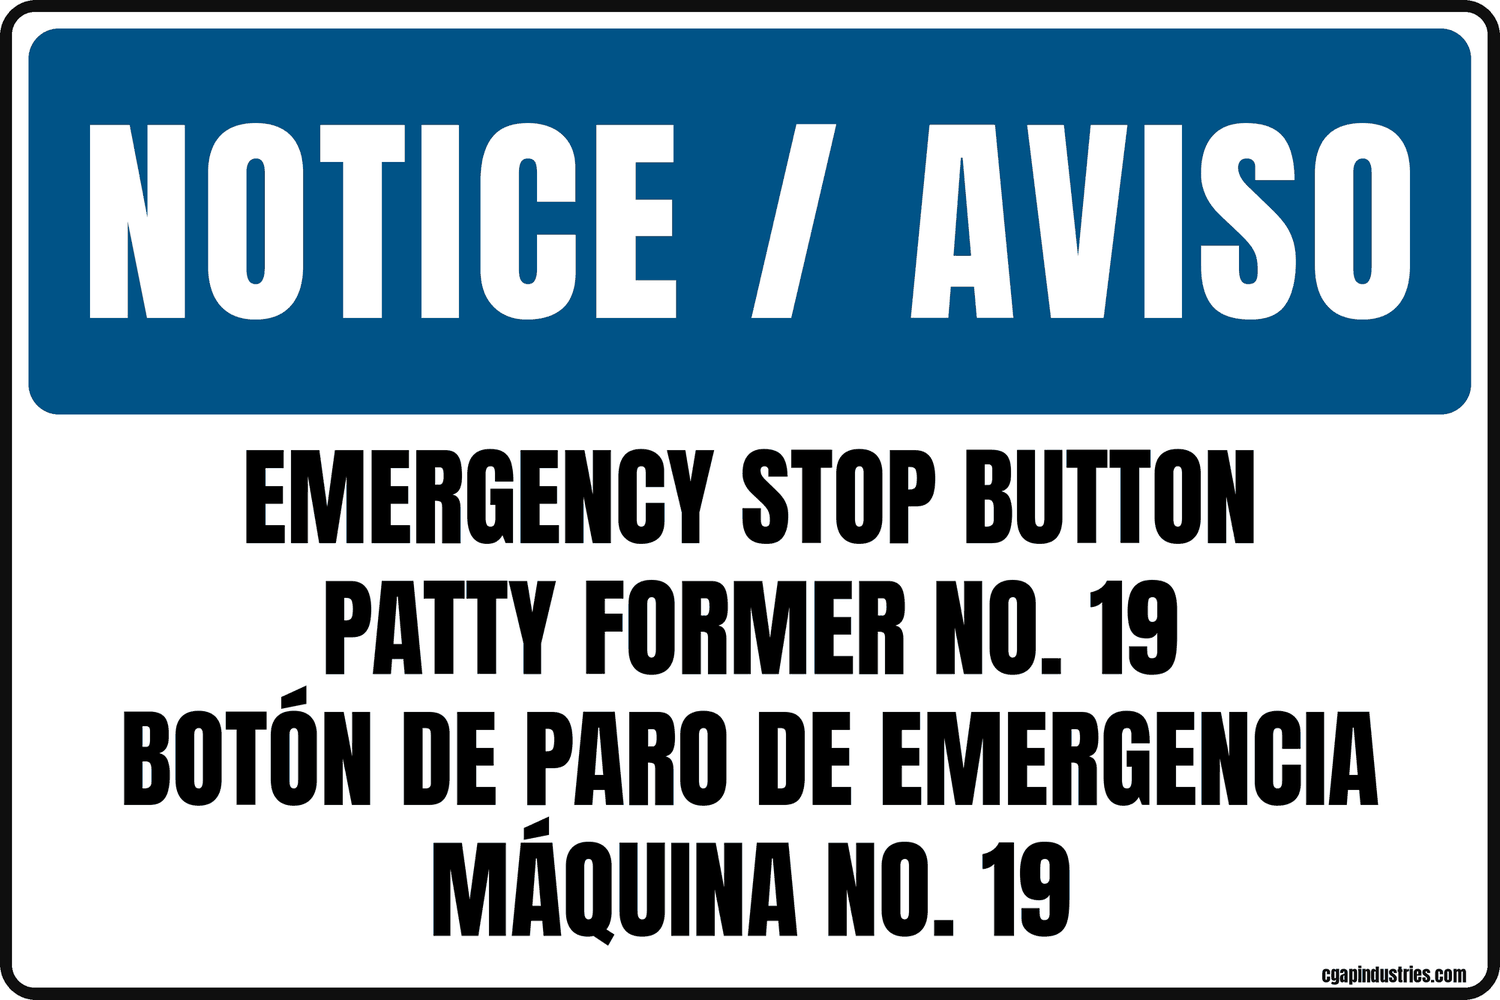 NOTICE / AVISO
EMERGENCY STOP BUTTON
PATTY FORMER NO. 19
BOTÓN DE PARO DE EMERGENCIA
MÁQUINA NO. 19
cgapindustries.com